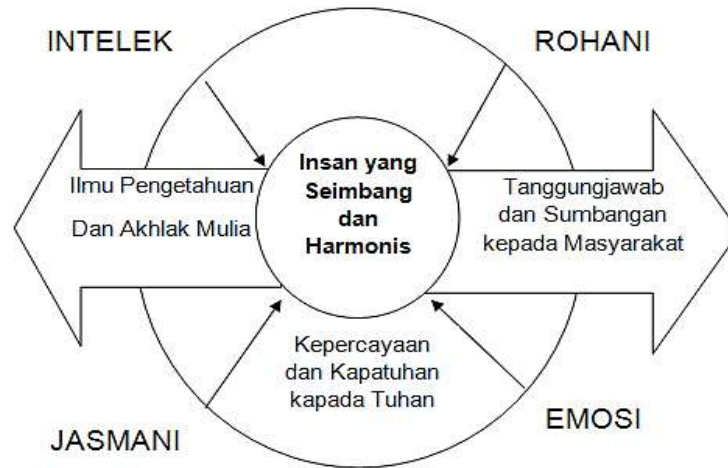 INTELEK
ROHANI
Insan yang
Seimbang
dan
Harmonis
Ilmu Pengetahuan
Dan Akhlak Mulia
Tanggungjawab
dan Sumbangan
kepada Masyarakat
Kepercayaan
dan Kapatuhan
kapada Tuhan
JASMANI
EMOSI